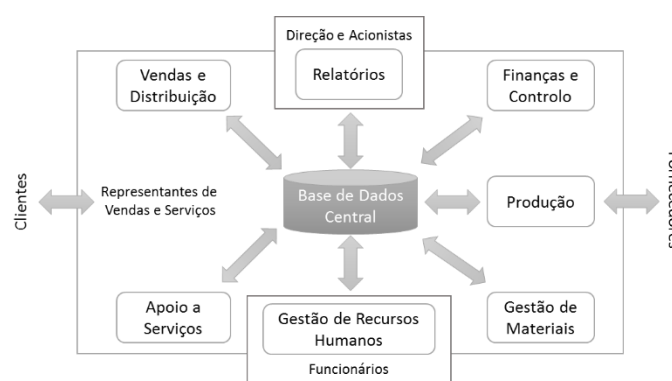 Direção e Acionistas
Relatórios
Vendas e
Distribuição
Finanças e
Controlo
Clientes
Representantes de
Vendas e Serviços
Base de Dados
Central
Produção
Apoio a
Serviços
Gestão de Recursos
Humanos
Funcionários
Gestão de
Materiais